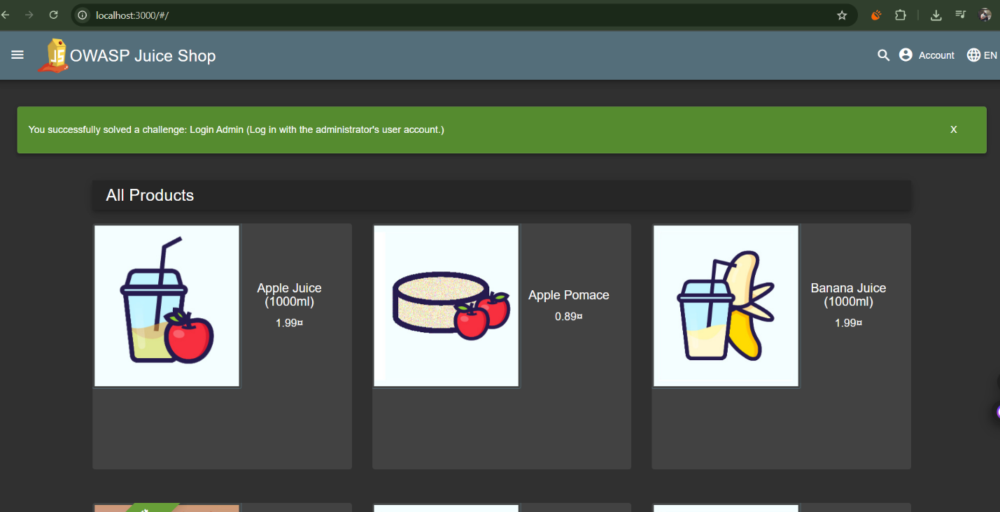 localhost:3000/#/
JS
OWASP Juice Shop
Account
EN
You successfully solved a challenge: Login Admin (Log in with the administrator's user account.)
X
All Products
Apple Juice
(1000ml)
1.99¤
Apple Pomace
0.89¤
Banana Juice
(1000ml)
1.99¤